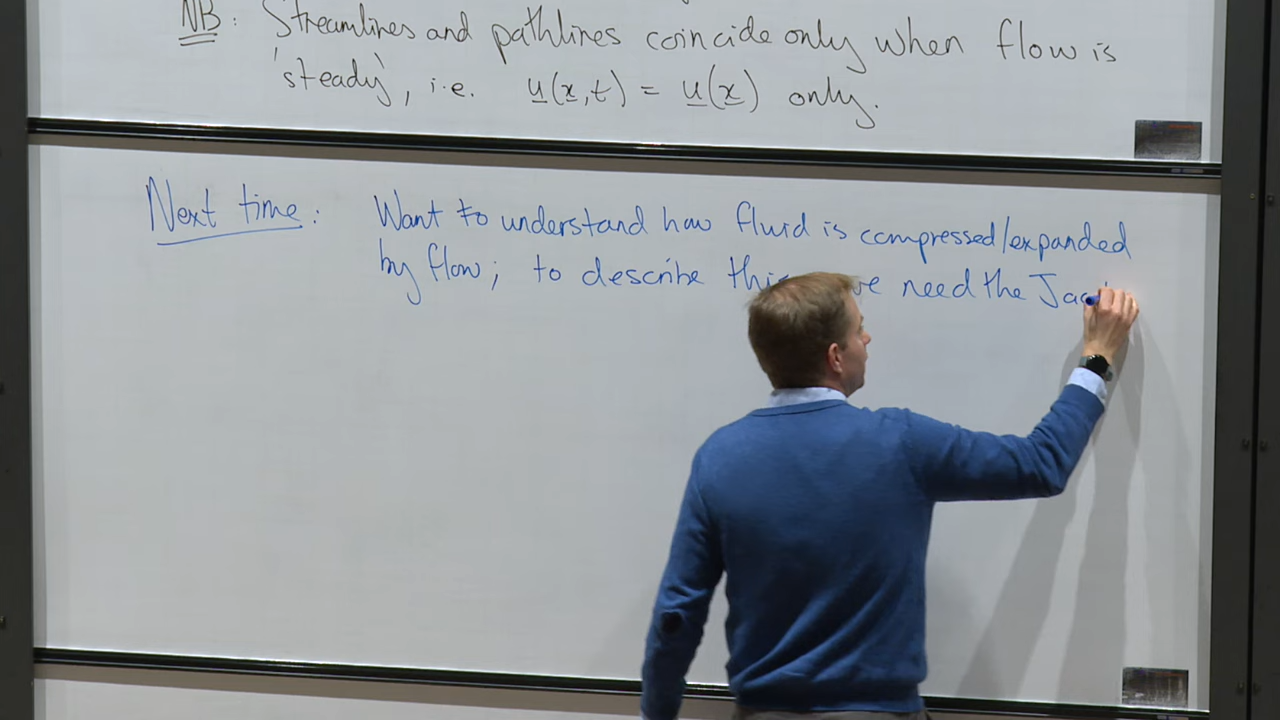 NB: Streamlines and pathlines coincide only when flow is
'steady', i.e. u(x,t) = u(x) only.
Next time: Want to understand how fluid is compressed/expanded
by flow; to describe this we need the Jac